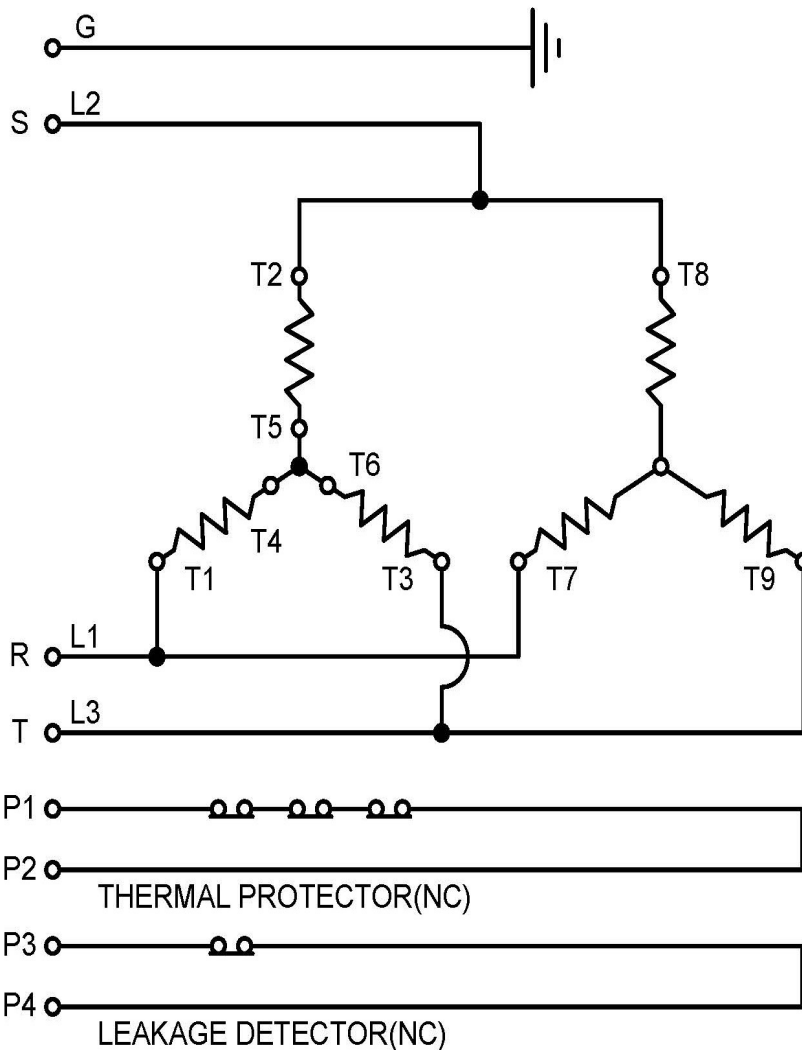 G
S L2
T2 T8
T5
T6
T4
T1 T3 T7 T9
R L1
T L3
P1
P2
THERMAL PROTECTOR(NC)
P3
P4
LEAKAGE DETECTOR(NC)